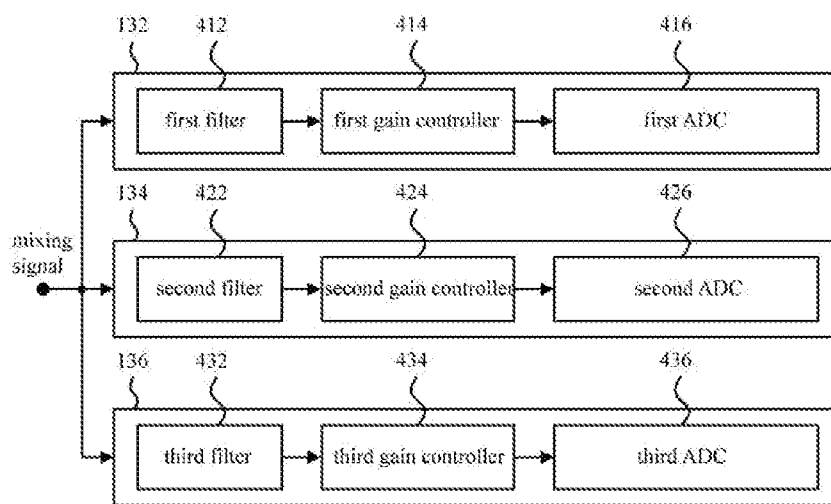 132 412 414 416
first filter first gain controller first ADC
134 422 424 426
mixing
signal
second filter second gain controller second ADC
136 432 434 436
third filter third gain controller third ADC